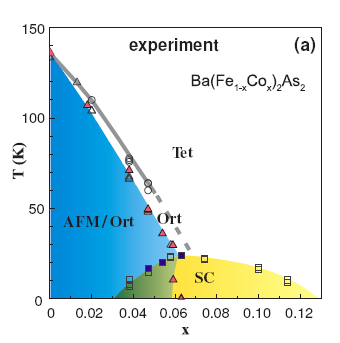 150
experiment (a)
Ba(Fe1-xCox)2As2
100
T (K)
Tet
50
AFM/Ort
Ort
SC
0
0 0.02 0.04 0.06 0.08 0.10 0.12
x